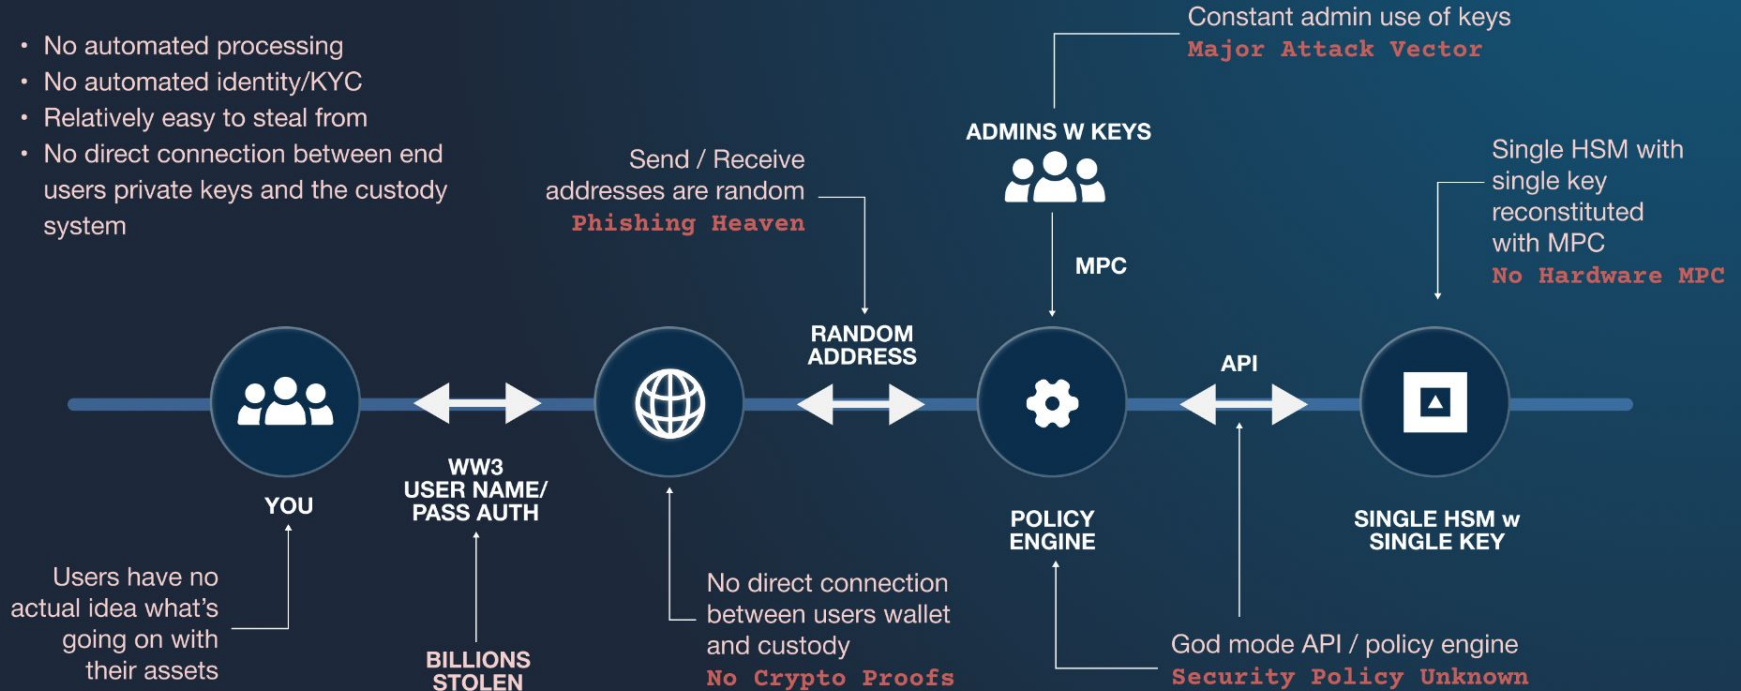 • No automated processing
• No automated identity/KYC
• Relatively easy to steal from
• No direct connection between end
users private keys and the custody
system
Send / Receive
addresses are random
Phishing Heaven
Constant admin use of keys
Major Attack Vector
ADMINS W KEYS
MPC
Single HSM with
single key
reconstituted
with MPC
No Hardware MPC
RANDOM
ADDRESS
API
YOU
WW3
USER NAME/
PASS AUTH
POLICY
ENGINE
SINGLE HSM w
SINGLE KEY
Users have no
actual idea what's
going on with
their assets
BILLIONS
STOLEN
No direct connection
between users wallet
and custody
No Crypto Proofs
God mode API / policy engine
Security Policy Unknown